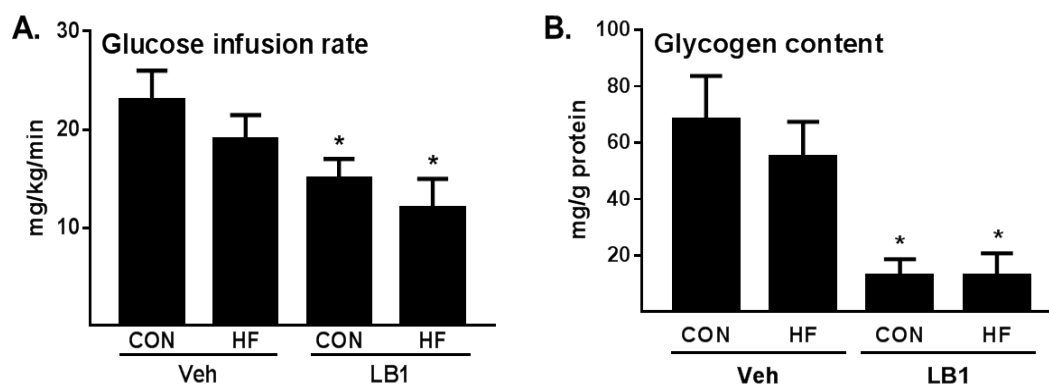 A.
Glucose infusion rate
mg/kg/min
30
20
10
*
*
CON HF CON HF
Veh LB1
B.
Glycogen content
mg/g protein
100
80
60
40
20
*
*
CON HF CON HF
Veh LB1